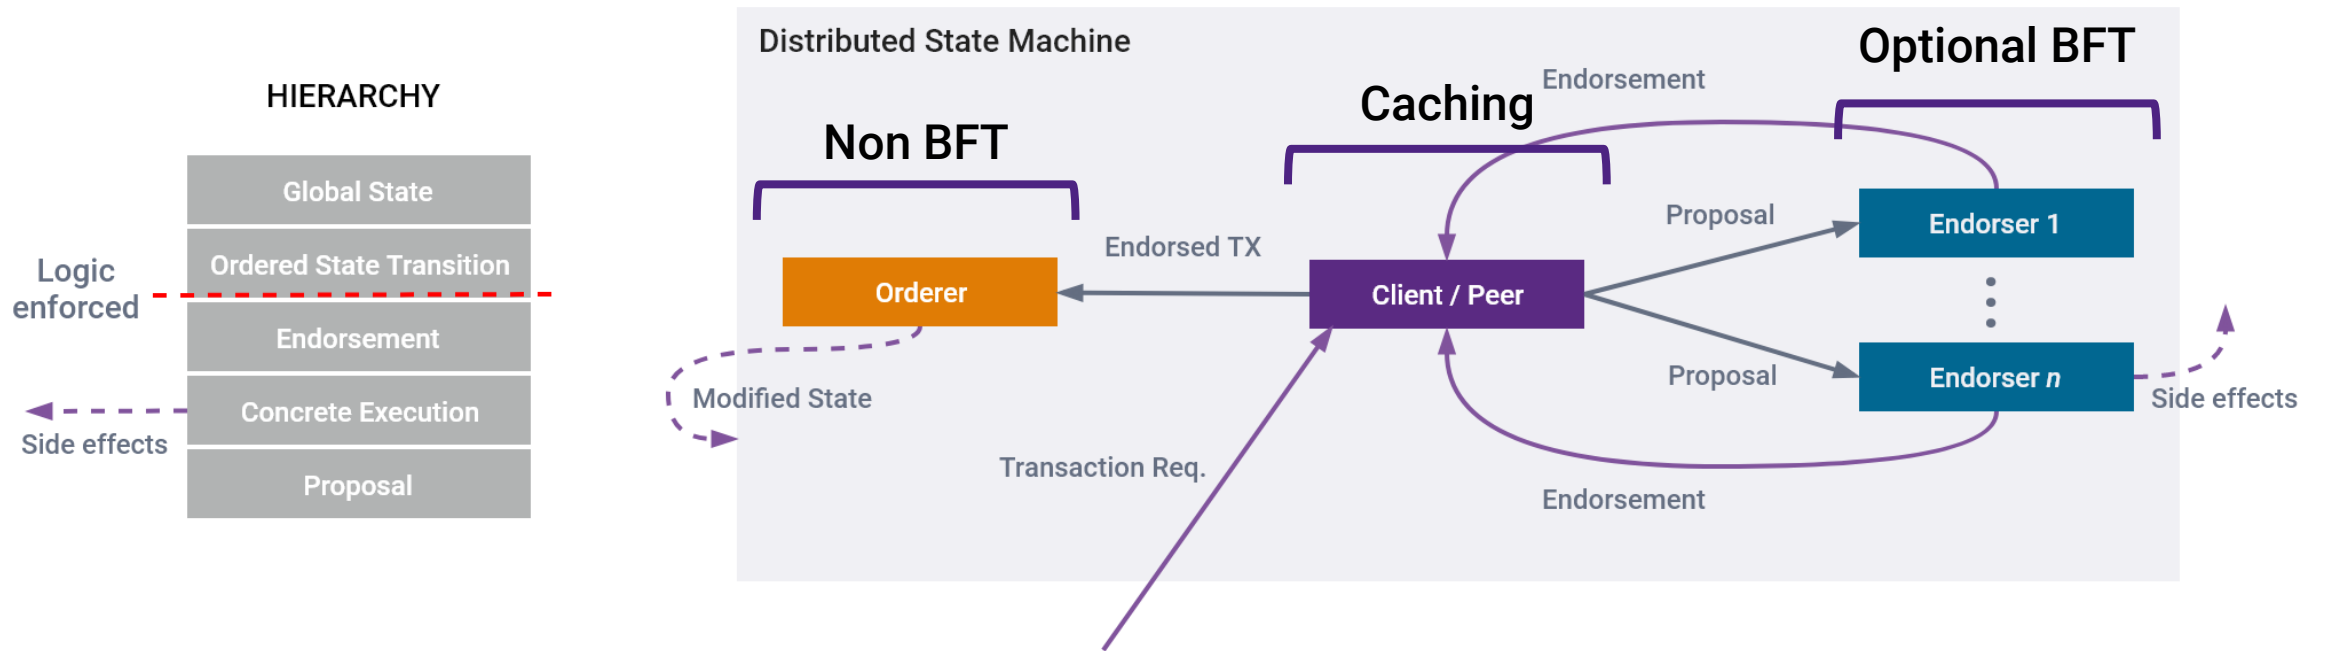 HIERARCHY
Global State
Ordered State Transition
Logic
enforced
Endorsement
Concrete Execution
Side effects
Proposal
Distributed State Machine
Non BFT
Caching
Optional BFT
Endorsement
Proposal
Endorser 1
Endorsed TX
Orderer
Client / Peer
Proposal
Endorser n
Modified State
Side effects
Transaction Req.
Endorsement